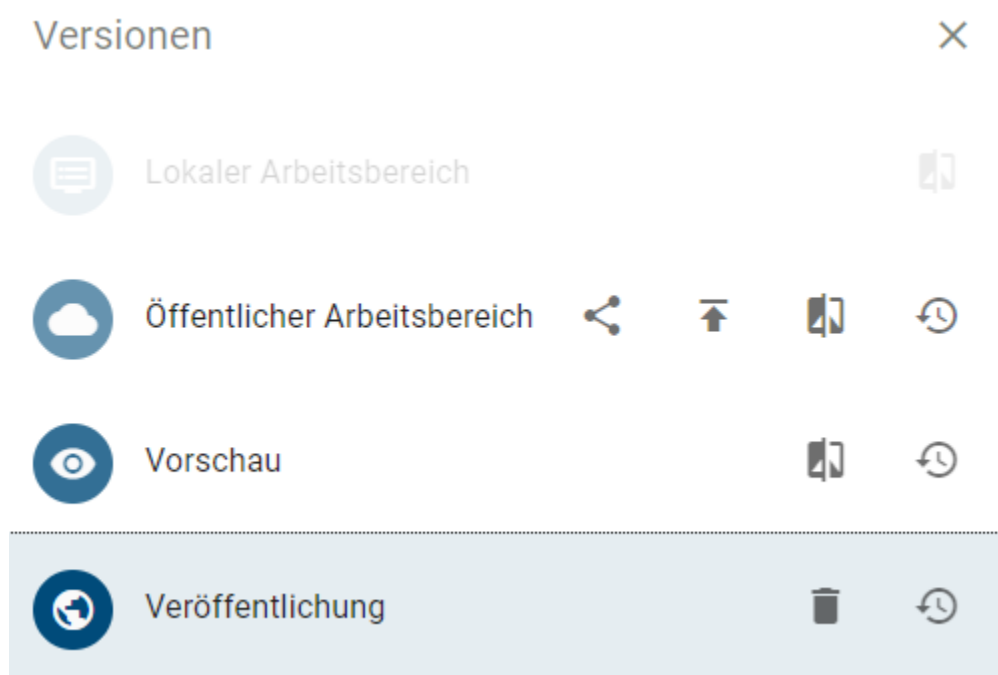 Versionen
Lokaler Arbeitsbereich
Öffentlicher Arbeitsbereich
Vorschau
Veröffentlichung